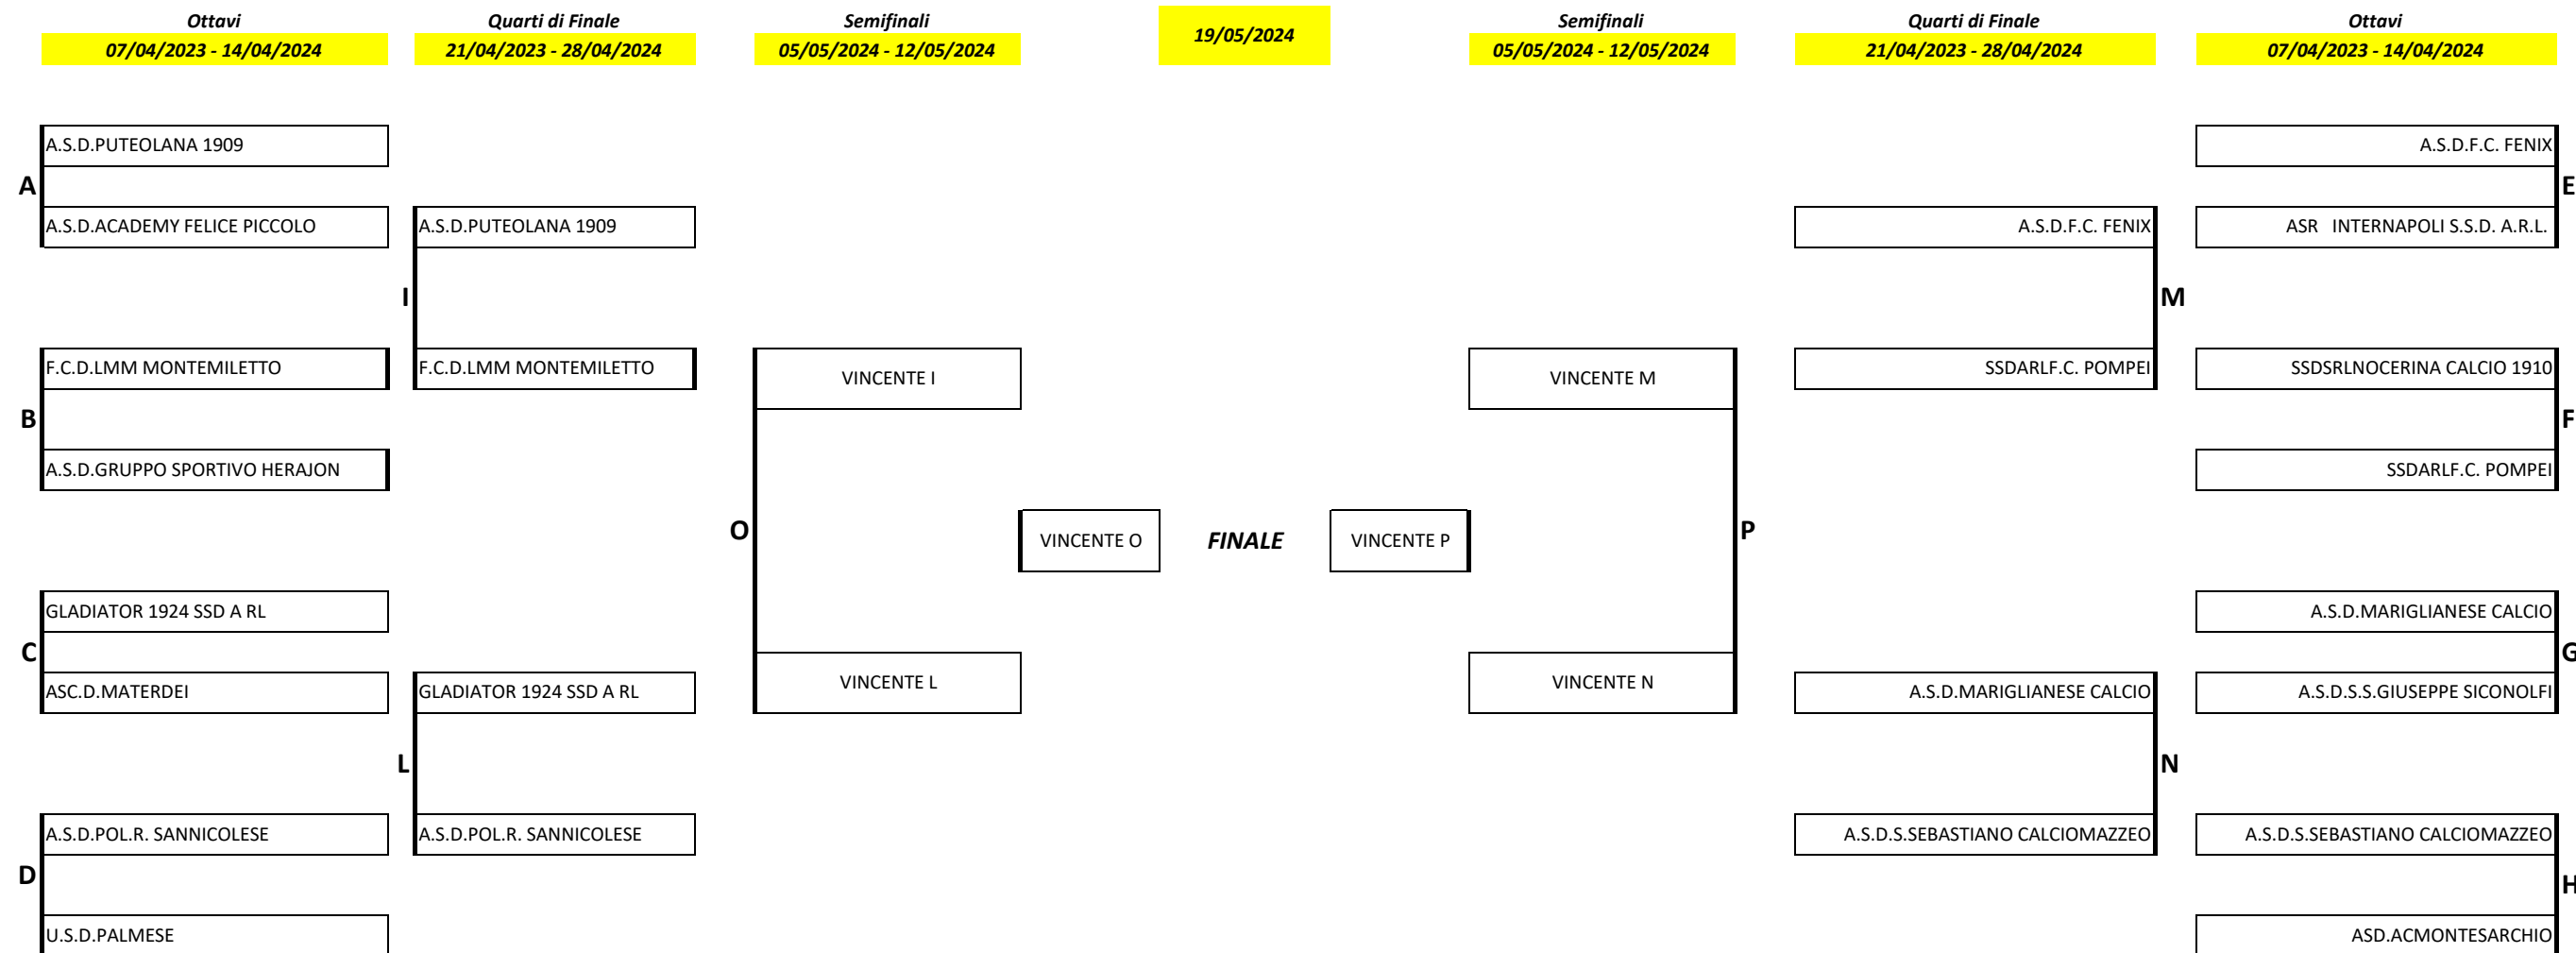 Ottavi
Quarti di Finale
Semifinali
19/05/2024
Semifinali
Quarti di Finale
Ottavi
07/04/2023 - 14/04/2024
21/04/2023 - 28/04/2024
05/05/2024 - 12/05/2024
05/05/2024 - 12/05/2024
21/04/2023 - 28/04/2024
07/04/2023 - 14/04/2024
A.S.D.PUTEOLANA 1909
A.S.D.F.C. FENIX
A
E
A.S.D.ACADEMY FELICE PICCOLO
A.S.D.PUTEOLANA 1909
A.S.D.F.C. FENIX
ASR INTERNAPOLI S.S.D. A.R.L.
I
M
F.C.D.LMM MONTEMILETTO
F.C.D.LMM MONTEMILETTO
VINCENTE I
VINCENTE M
SSDARLF.C. POMPEI
SSDSRLNOCERINA CALCIO 1910
B
F
A.S.D.GRUPPO SPORTIVO HERAJON
SSDARLF.C. POMPEI
O
VINCENTE O
FINALE
VINCENTE P
P
GLADIATOR 1924 SSD A RL
A.S.D.MARIGLIANESE CALCIO
C
G
ASC.D.MATERDEI
GLADIATOR 1924 SSD A RL
VINCENTE L
VINCENTE N
A.S.D.MARIGLIANESE CALCIO
A.S.D.S.S.GIUSEPPE SICONOLFI
L
N
A.S.D.POL.R. SANNICOLESE
A.S.D.POL.R. SANNICOLESE
A.S.D.S.SEBASTIANO CALCIOMAZZEO
A.S.D.S.SEBASTIANO CALCIOMAZZEO
D
H
U.S.D.PALMESE
ASD.ACMONTESARCHIO